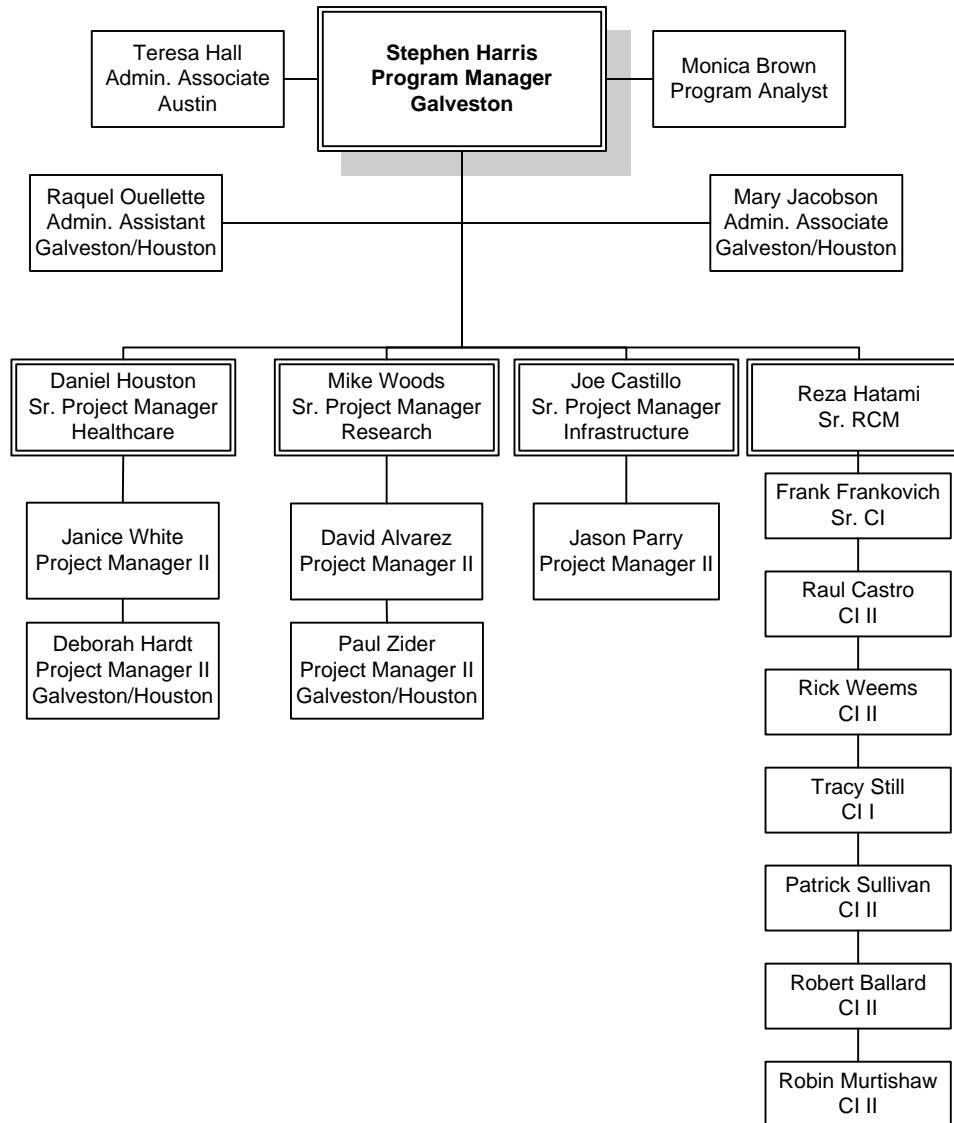 Teresa Hall
Admin. Associate
Austin
Stephen Harris
Program Manager
Galveston
Monica Brown
Program Analyst
Raquel Ouellette
Admin. Assistant
Galveston/Houston
Mary Jacobson
Admin. Associate
Galveston/Houston
Daniel Houston
Sr. Project Manager
Healthcare
Mike Woods
Sr. Project Manager
Research
Joe Castillo
Sr. Project Manager
Infrastructure
Reza Hatami
Sr. RCM
Janice White
Project Manager II
Deborah Hardt
Project Manager II
Galveston/Houston
David Alvarez
Project Manager II
Paul Zider
Project Manager II
Galveston/Houston
Jason Parry
Project Manager II
Frank Frankovich
Sr. CI
Raul Castro
CI II
Rick Weems
CI II
Tracy Still
CI I
Patrick Sullivan
CI II
Robert Ballard
CI II
Robin Murtishaw
CI II